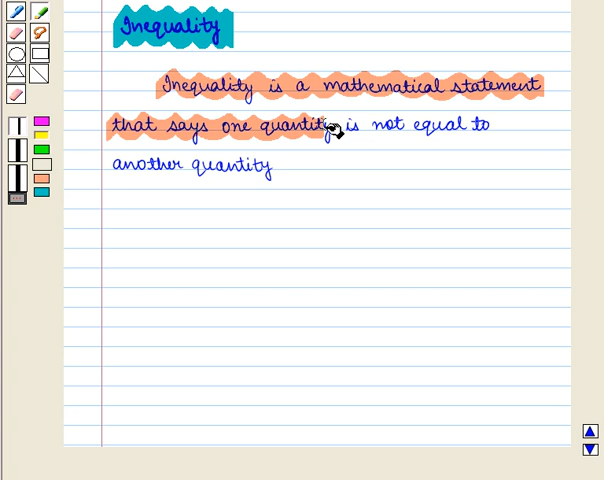 Inequality
Inequality is a mathematical statement
that says one quantity is not equal to
another quantity